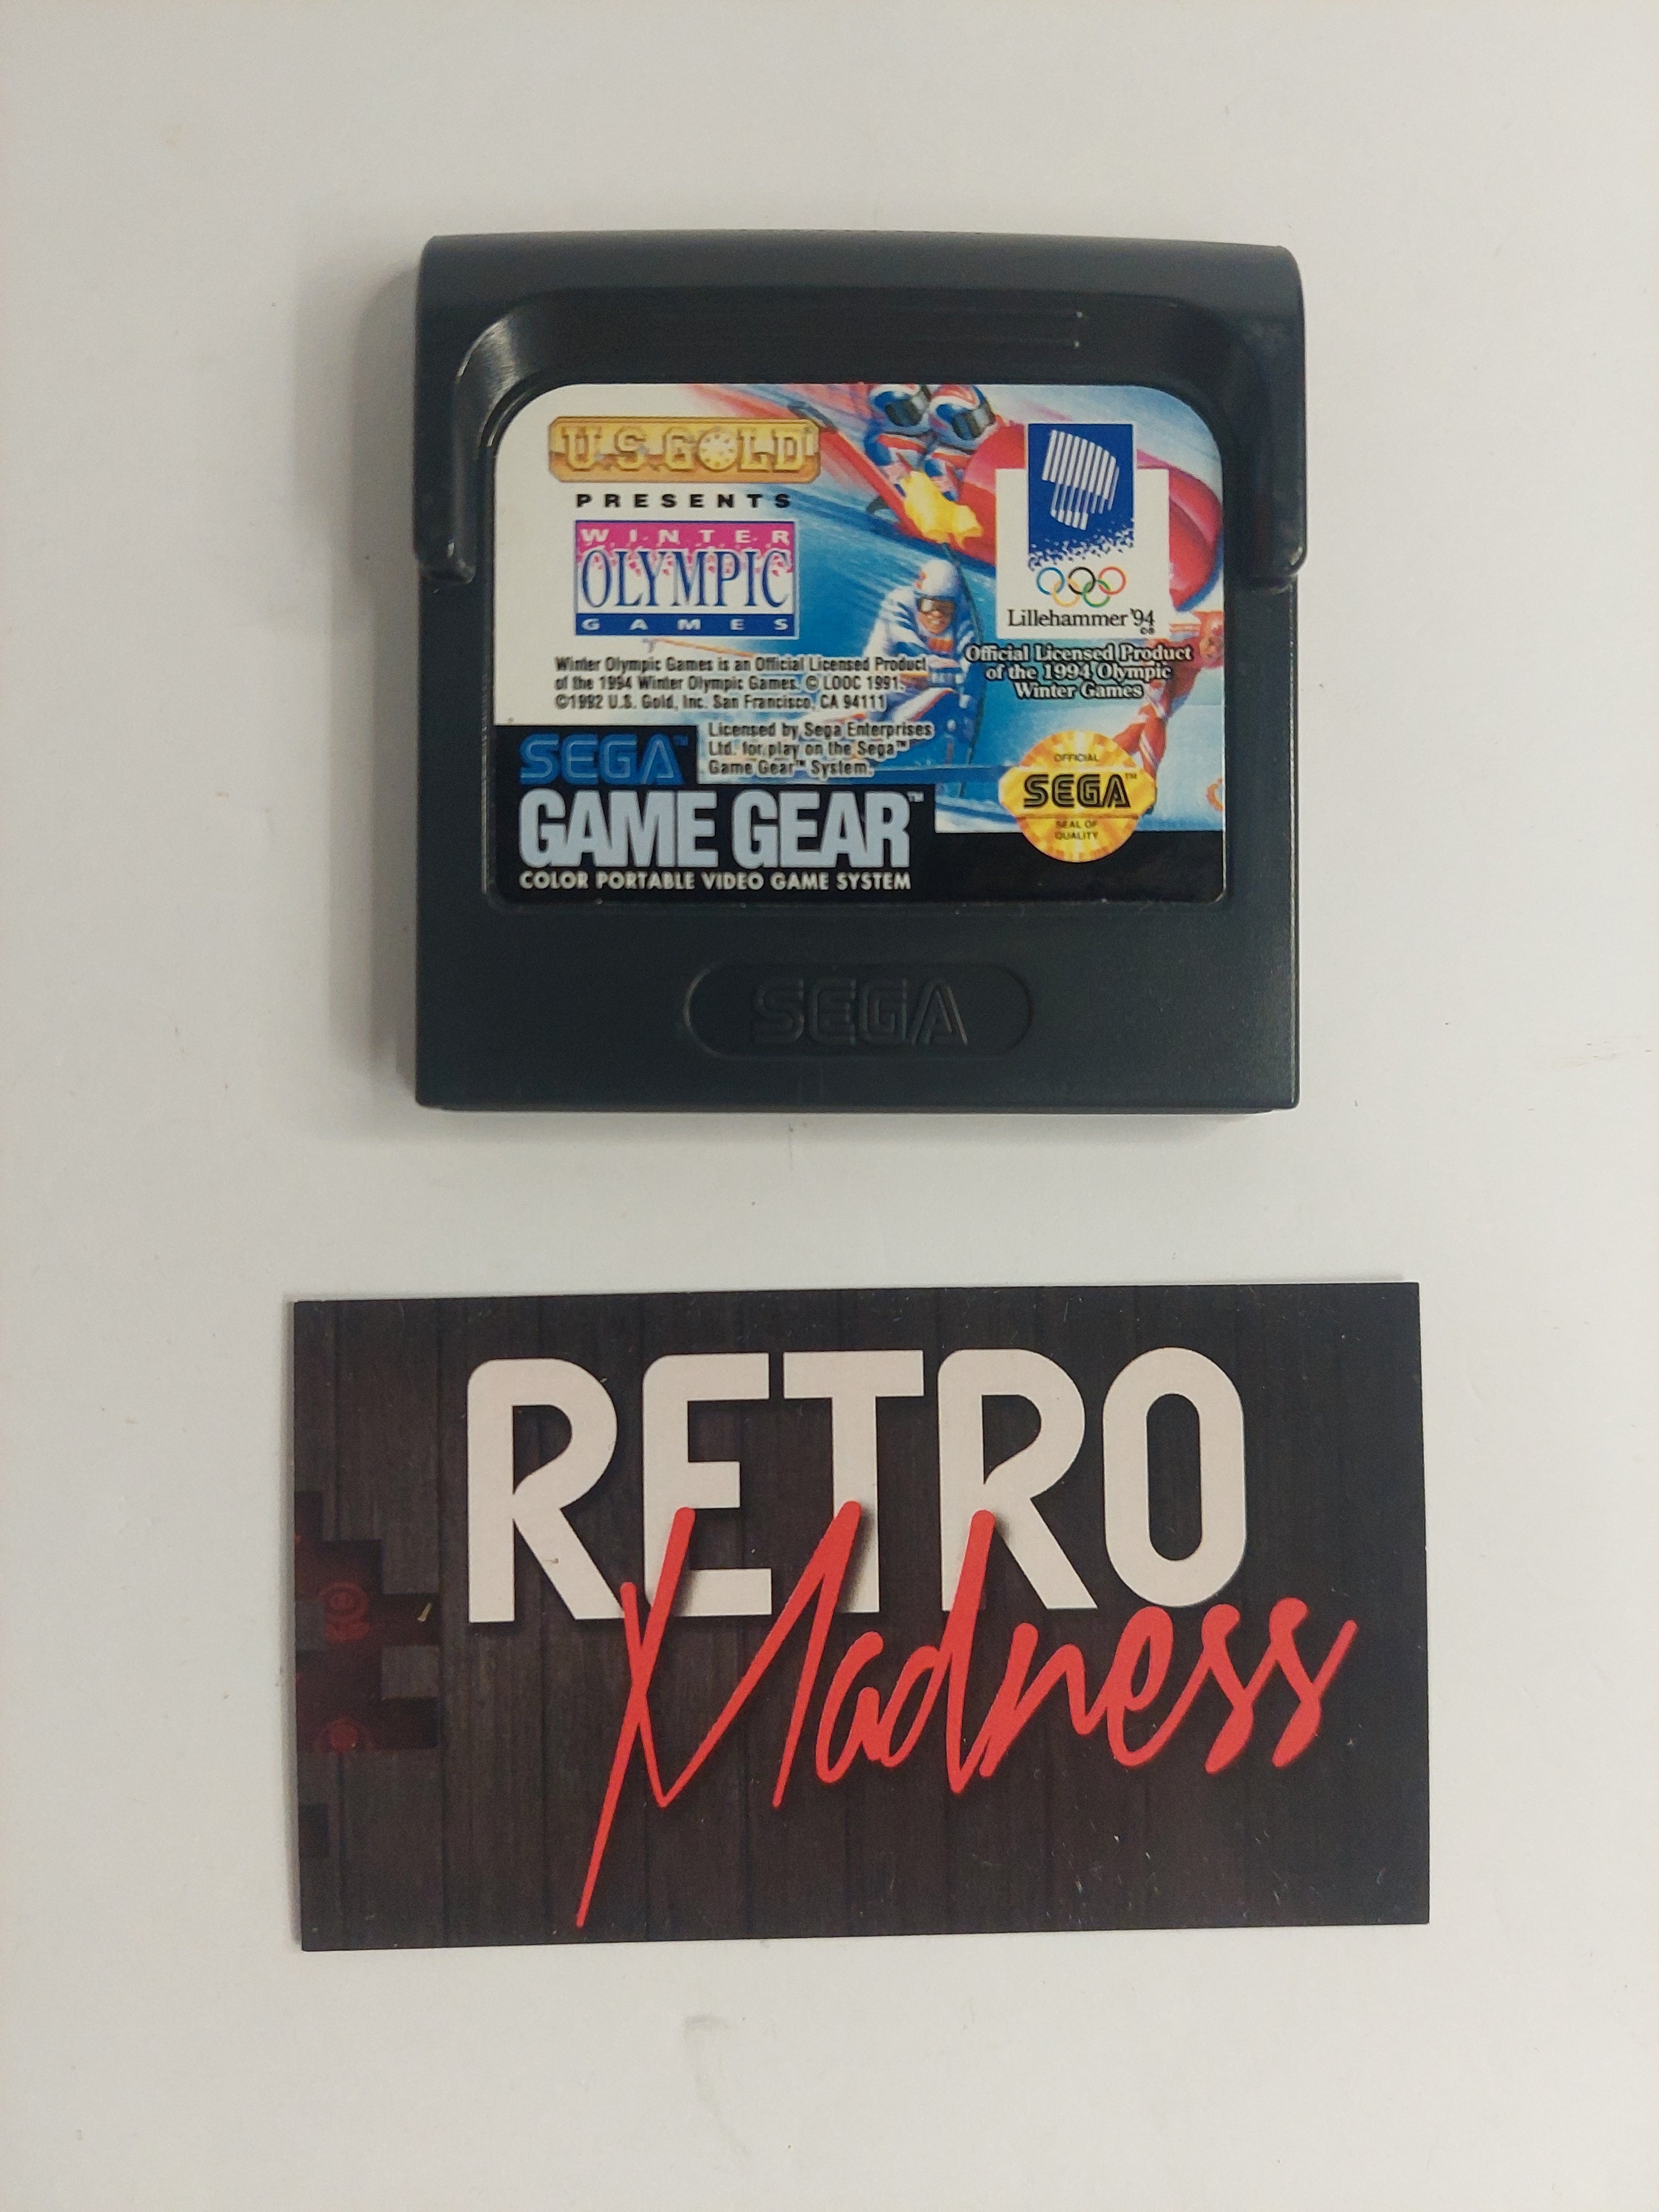 U.S. GOLD
PRESENTS
WINTER
OLYMPIC
GAMES
Winter Olympic Games is an Official Licensed Product
of the 1994 Winter Olympic Games. © LOOC 1991.
©1992 U.S. Gold, Inc. San Francisco, CA 94111
Lillehammer '94
Official Licensed Product
of the 1994 Olympic
Winter Games
Licensed by Sega Enterprises
Ltd. for play on the Sega™
Game Gear™ System.
SEGA™
GAME GEAR™
COLOR PORTABLE VIDEO GAME SYSTEM
OFFICIAL
SEGA™
SEAL OF
QUALITY
SEGA
RETRO
Madness